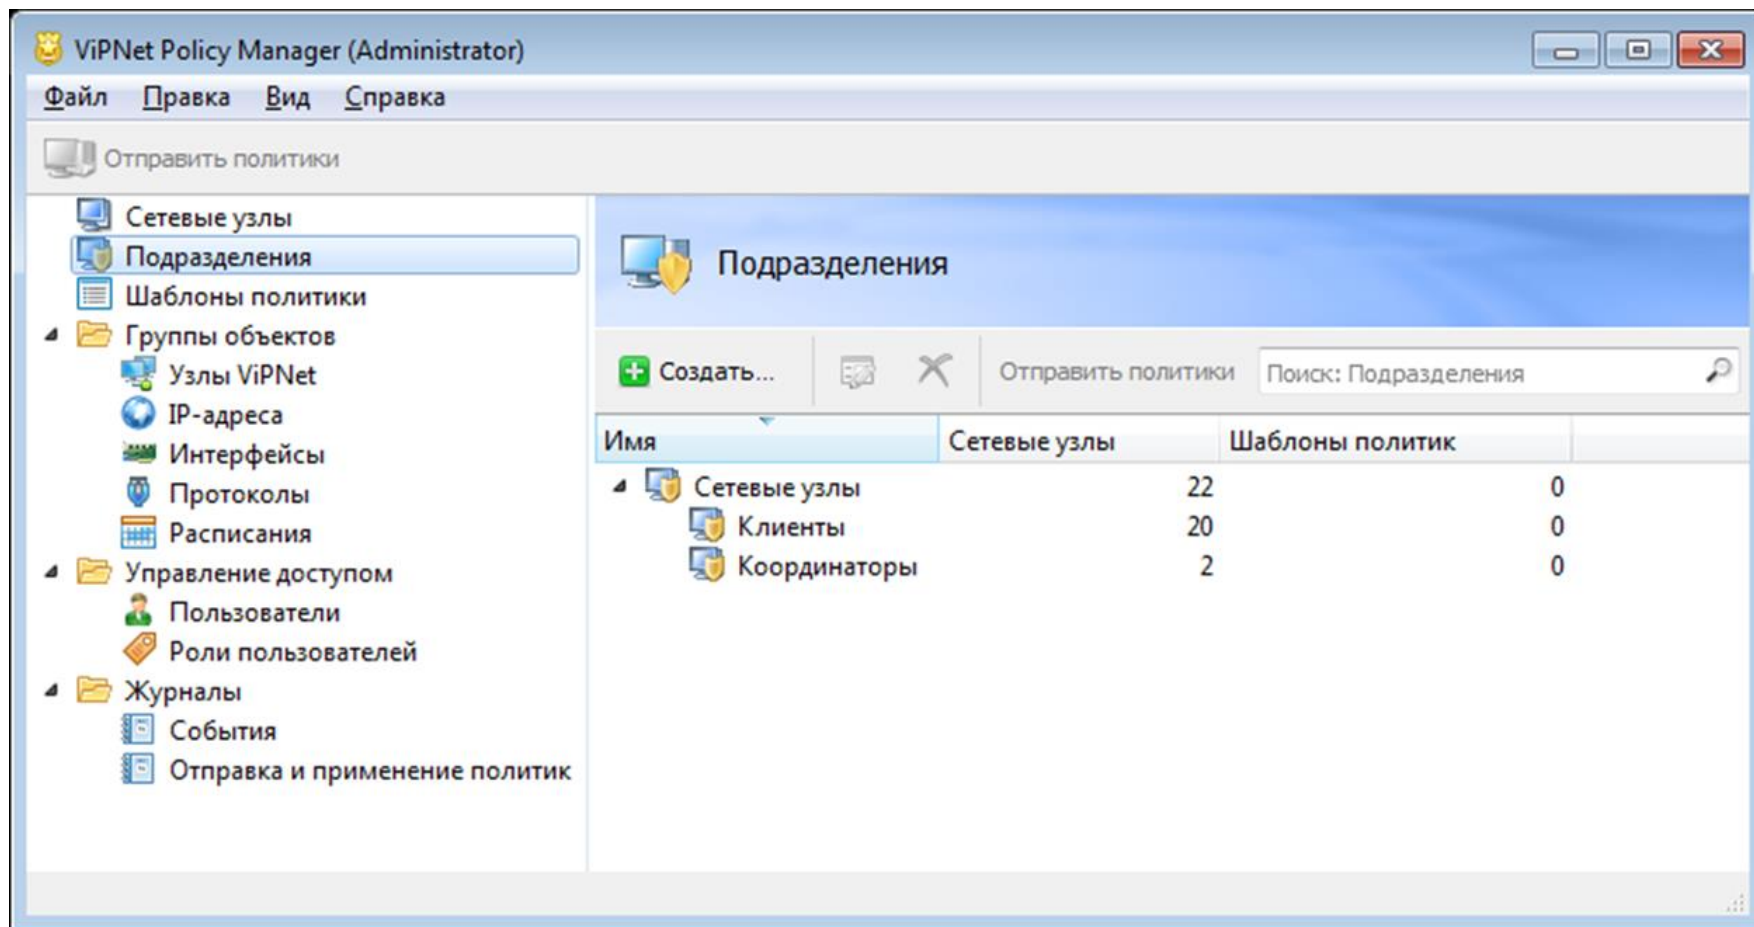 ViPNet Policy Manager (Administrator)
Файл Правка Вид Справка
Отправить политики
Сетевые узлы
Подразделения
Шаблоны политики
Группы объектов
Узлы ViPNet
IP-адреса
Интерфейсы
Протоколы
Расписания
Управление доступом
Пользователи
Роли пользователей
Журналы
События
Отправка и применение политик
Подразделения
Создать... Отправить политики Поиск: Подразделения
Имя Сетевые узлы Шаблоны политик
Сетевые узлы 22 0
Клиенты 20 0
Координаторы 2 0